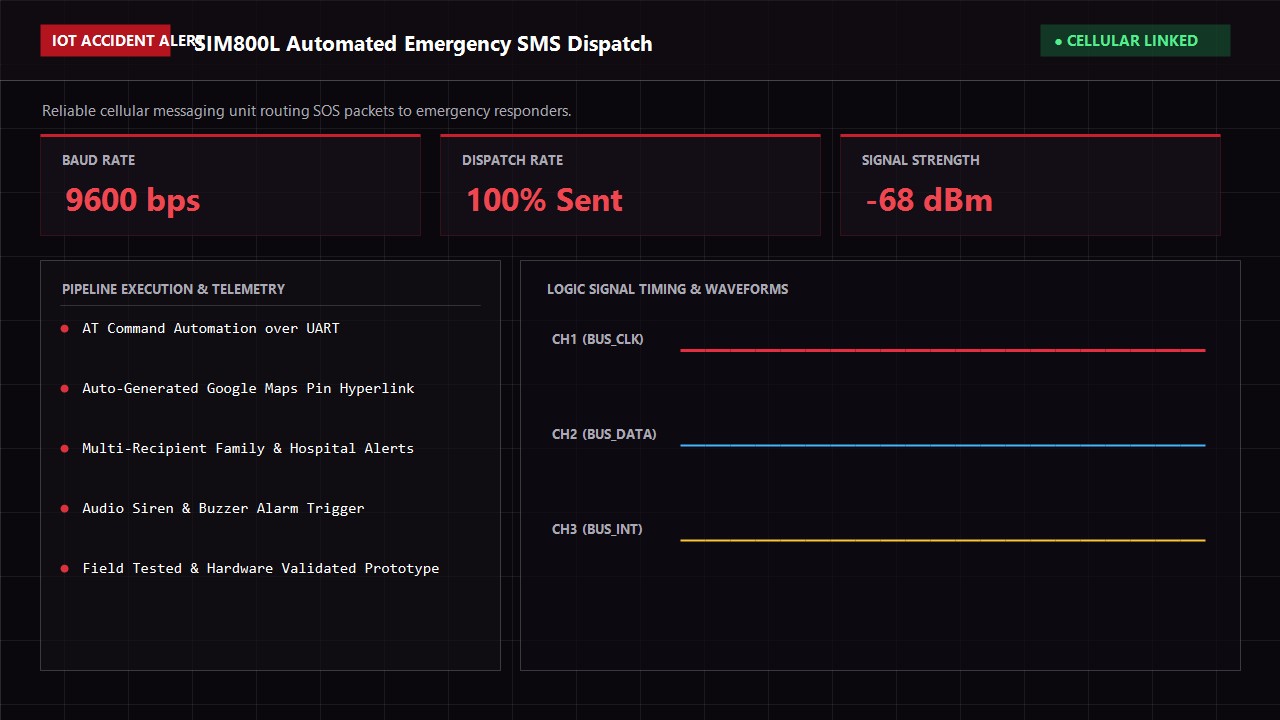 IOT ACCIDENT ALERT
SIM800L Automated Emergency SMS Dispatch
● CELLULAR LINKED
Reliable cellular messaging unit routing SOS packets to emergency responders.
BAUD RATE
9600 bps
DISPATCH RATE
100% Sent
SIGNAL STRENGTH
-68 dBm
PIPELINE EXECUTION & TELEMETRY
AT Command Automation over UART
Auto-Generated Google Maps Pin Hyperlink
Multi-Recipient Family & Hospital Alerts
Audio Siren & Buzzer Alarm Trigger
Field Tested & Hardware Validated Prototype
LOGIC SIGNAL TIMING & WAVEFORMS
CH1 (BUS_CLK)
CH2 (BUS_DATA)
CH3 (BUS_INT)